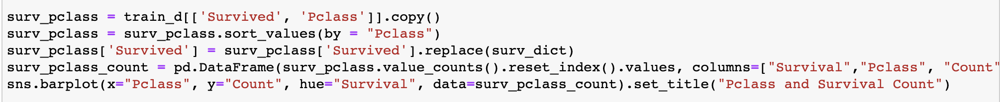 surv_pclass = train_d[['Survived', 'Pclass']].copy()
surv_pclass = surv_pclass.sort_values(by = "Pclass")
surv_pclass['Survived'] = surv_pclass['Survived'].replace(surv_dict)
surv_pclass_count = pd.DataFrame(surv_pclass.value_counts().reset_index().values, columns=["Survival","Pclass", "Count"
sns.barplot(x="Pclass", y="Count", hue="Survival", data=surv_pclass_count).set_title("Pclass and Survival Count")